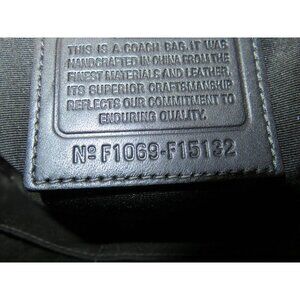 THIS IS A COACH BAG. IT WAS
HANDCRAFTED IN CHINA FROM THE
FINEST MATERIALS AND LEATHER.
ITS SUPERIOR CRAFTSMANSHIP
REFLECTS OUR COMMITMENT TO
ENDURING QUALITY.
Nº F1069-F15132